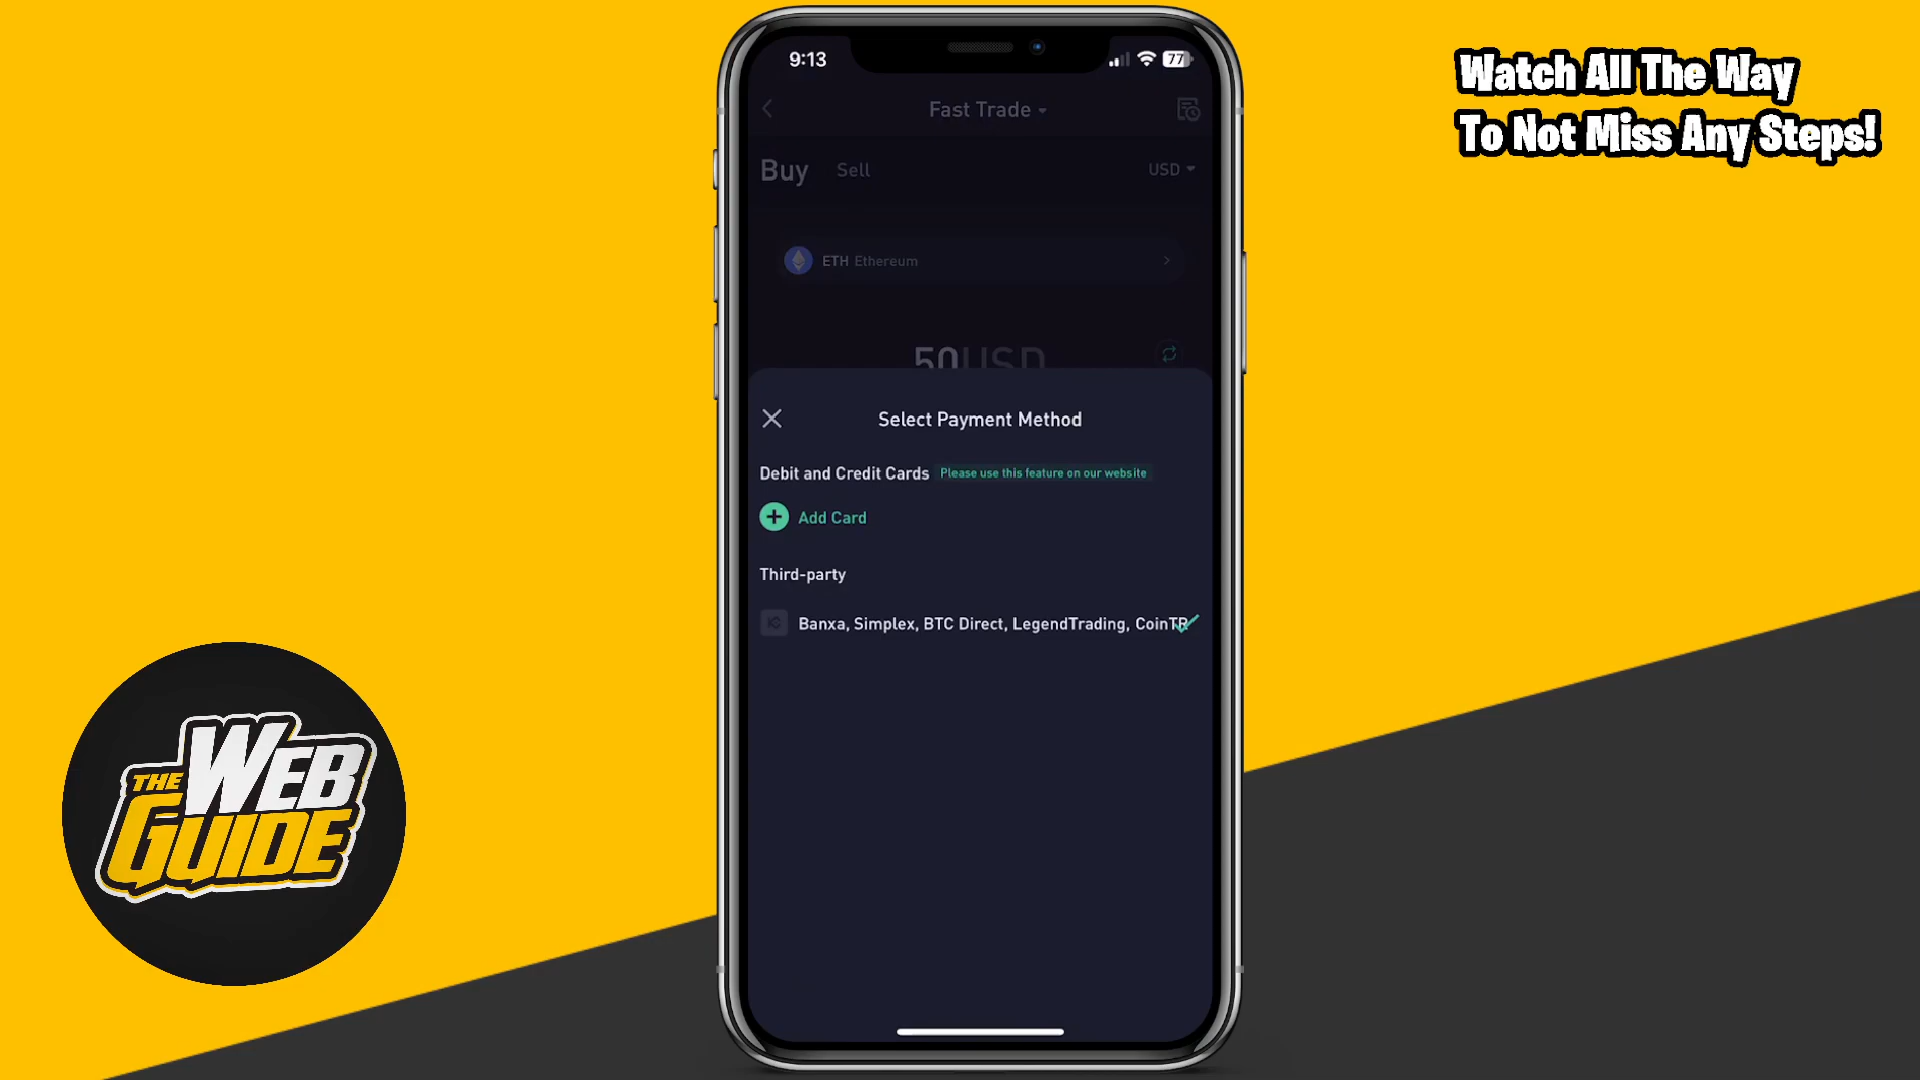 Watch All The Way
To Not Miss Any Steps!
9:13
77
Fast Trade
Buy
Sell
USD
ETH Ethereum
50USD
Select Payment Method
Debit and Credit Cards
Please use this feature on our website
Add Card
Third-party
Banxa, Simplex, BTC Direct, LegendTrading, CoinTR
THE WEB
GUIDE